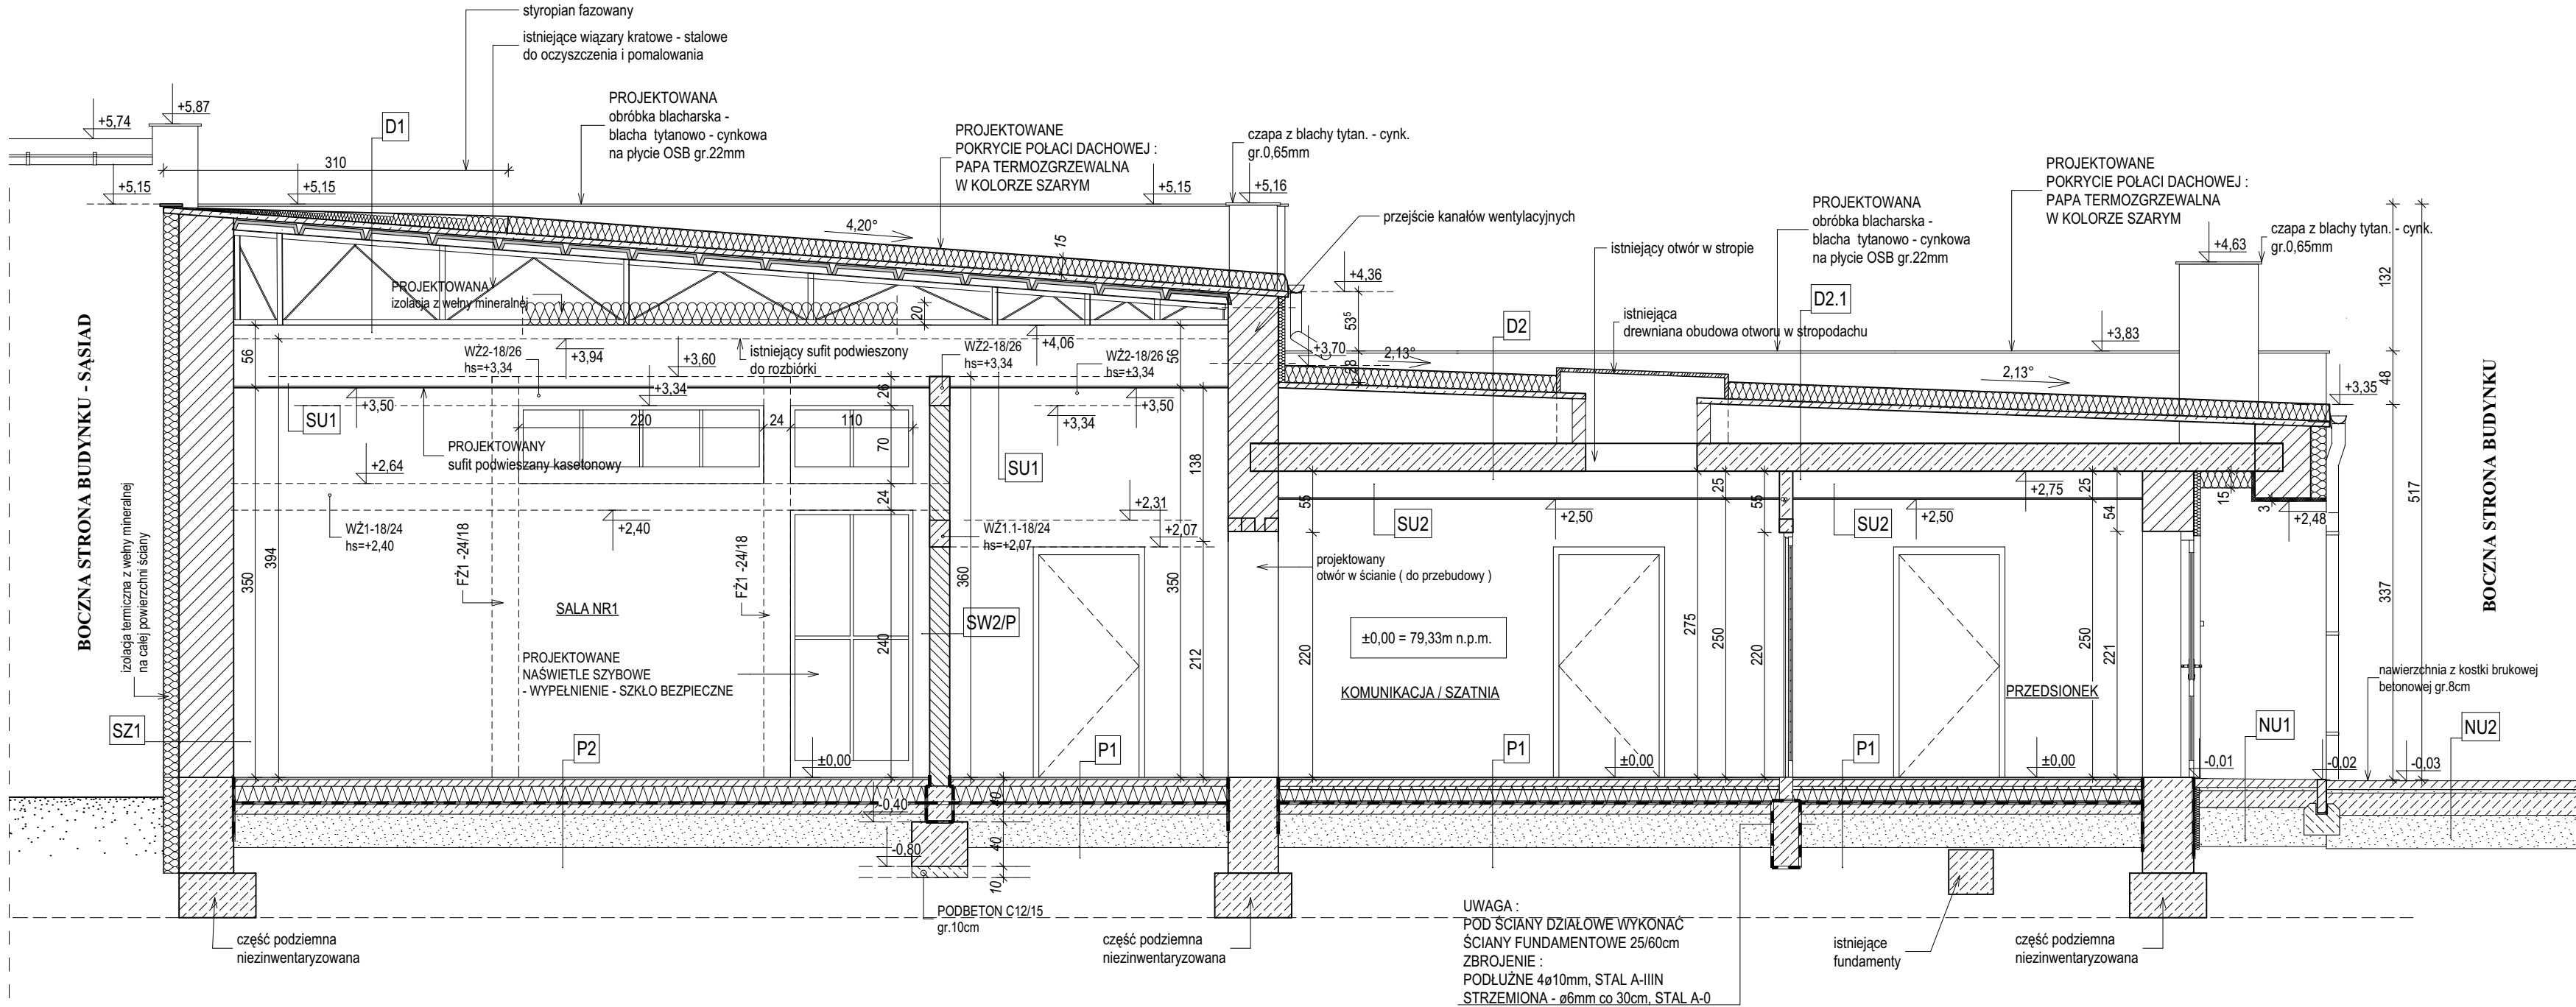 styropian fazowany
istniejące wiązary kratowe - stalowe
do oczyszczenia i pomalowania
PROJEKTOWANA
obróbka blacharska -
blacha tytanowo - cynkowa
na płycie OSB gr.22mm
PROJEKTOWANE
POKRYCIE POŁACI DACHOWEJ :
PAPA TERMOZGRZEWALNA
W KOLORZE SZARYM
czapa z blachy tytan. - cynk.
gr.0,65mm
przejście kanałów wentylacyjnych
istniejący otwór w stropie
PROJEKTOWANA
obróbka blacharska -
blacha tytanowo - cynkowa
na płycie OSB gr.22mm
PROJEKTOWANE
POKRYCIE POŁACI DACHOWEJ :
PAPA TERMOZGRZEWALNA
W KOLORZE SZARYM
czapa z blachy tytan. - cynk.
gr.0,65mm
+5,74
+5,87
D1
310
+5,15
+5,15
+5,15
+5,16
4,20°
15
+4,36
+4,63
132
517
PROJEKTOWANA
izolacja z wełny mineralnej
20
53⁵
istniejąca
drewniana obudowa otworu w stropodachu
D2
D2.1
+3,83
56
WŻ2-18/26
hs=+3,34
+3,94
+3,60
istniejący sufit podwieszony
do rozbiórki
WŻ2-18/26
hs=+3,34
+4,06
WŻ2-18/26
hs=+3,34
56
+3,70
28
2,13°
2,13°
48
+3,35
SU1
+3,50
+3,34
26
+3,34
+3,50
220
24
110
70
PROJEKTOWANY
sufit podwieszany kasetonowy
+2,64
SU1
138
24
+2,31
+2,07
WŻ1-18/24
hs=+2,40
+2,40
WŻ1.1-18/24
hs=+2,07
55
SU2
+2,50
25
55
SU2
+2,50
+2,75
25
54
15
3
+2,48
BOCZNA STRONA BUDYNKU - SĄSIAD
izolacja termiczna z wełny mineralnej
na całej powierzchni ściany
350
394
FŻ1 -24/18
SALA NR1
FŻ1 -24/18
240
360
SW2/P
350
212
PROJEKTOWANE
NAŚWIETLE SZYBOWE
- WYPEŁNIENIE - SZKŁO BEZPIECZNE
220
projektowany
otwór w ścianie ( do przebudowy )
±0,00 = 79,33m n.p.m.
KOMUNIKACJA / SZATNIA
275
250
220
PRZEDSIONEK
250
221
337
BOCZNA STRONA BUDYNKU
nawierzchnia z kostki brukowej
betonowej gr.8cm
SZ1
P2
±0,00
P1
P1
±0,00
P1
±0,00
-0,01
NU1
-0,02
-0,03
NU2
-0,40
40
-0,80
40
10
PODBETON C12/15
gr.10cm
część podziemna
niezinwentaryzowana
część podziemna
niezinwentaryzowana
UWAGA :
POD ŚCIANY DZIAŁOWE WYKONAĆ
ŚCIANY FUNDAMENTOWE 25/60cm
ZBROJENIE :
PODŁUŻNE 4ø10mm, STAL A-IIIN
STRZEMIONA - ø6mm co 30cm, STAL A-0
istniejące
fundamenty
część podziemna
niezinwentaryzowana